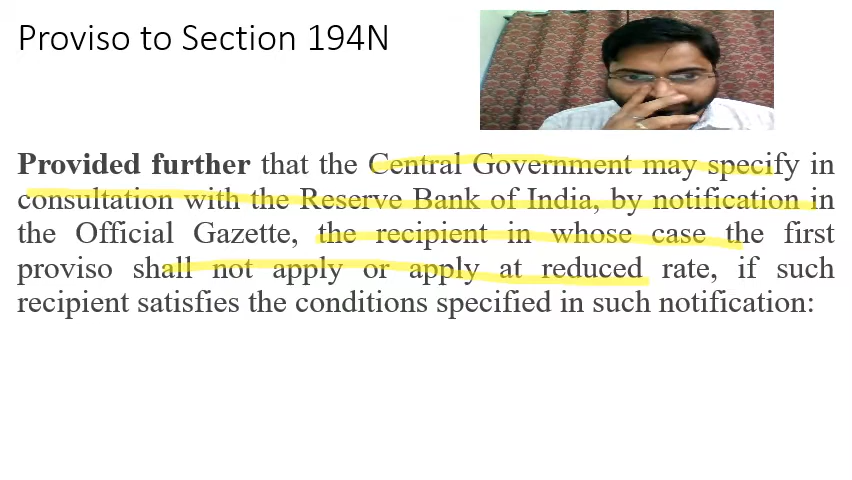 Proviso to Section 194N
Provided further that the Central Government may specify in
consultation with the Reserve Bank of India, by notification in
the Official Gazette, the recipient in whose case the first
proviso shall not apply or apply at reduced rate, if such
recipient satisfies the conditions specified in such notification: